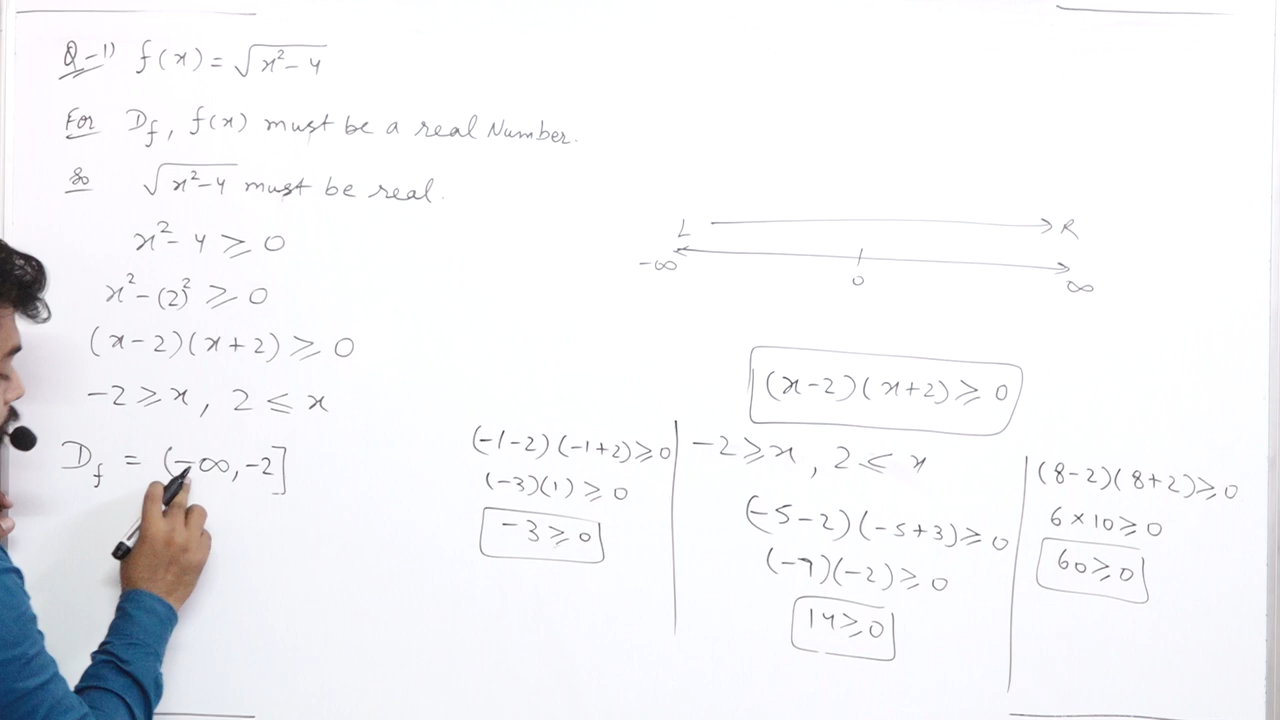 Q-1) f(x) = √x²-4
For Df, f(x) must be a real Number.
So √x²-4 must be real.
x²-4 ⩾ 0
x²-(2)² ⩾ 0
(x-2)(x+2) ⩾ 0
-2 ⩾ x, 2 ⩽ x
Df = (-∞, -2]
L R
-∞ 0 ∞
(x-2)(x+2) ⩾ 0
(-1-2)(-1+2) ⩾ 0
(-3)(1) ⩾ 0
-3 ⩾ 0
-2 ⩾ x, 2 ⩽ x
(-5-2)(-5+3) ⩾ 0
(-7)(-2) ⩾ 0
14 ⩾ 0
(8-2)(8+2) ⩾ 0
6×10 ⩾ 0
60 ⩾ 0